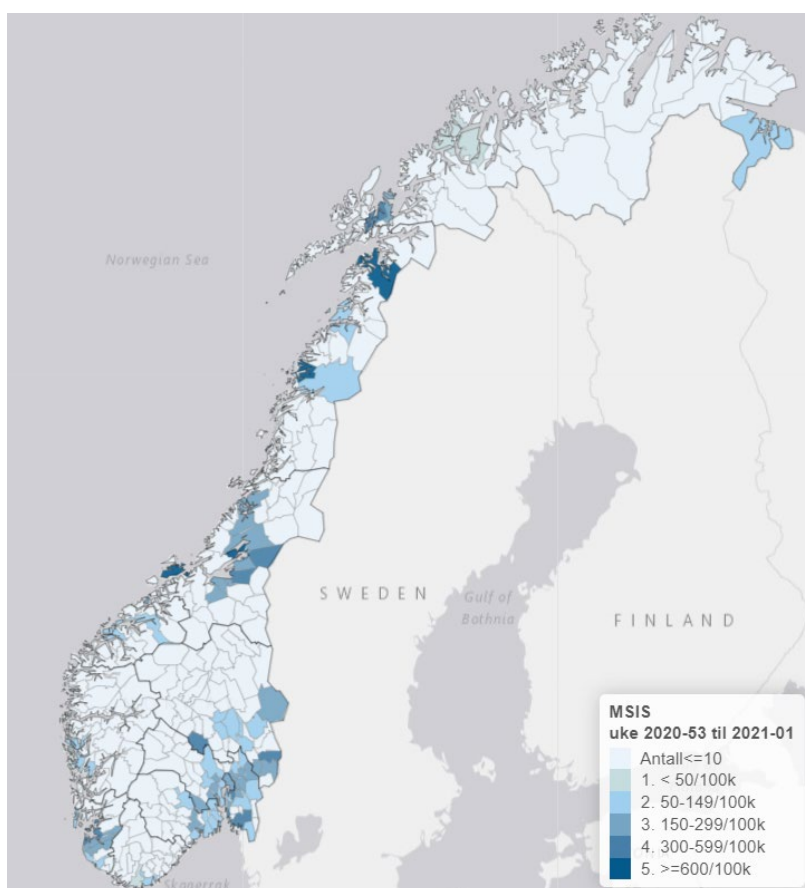 Norwegian Sea
SWEDEN
Gulf of
Bothnia
FINLAND
MSIS
uke 2020-53 til 2021-01
Antall<=10
1. < 50/100k
2. 50-149/100k
3. 150-299/100k
4. 300-599/100k
5. >=600/100k
Skagerrak